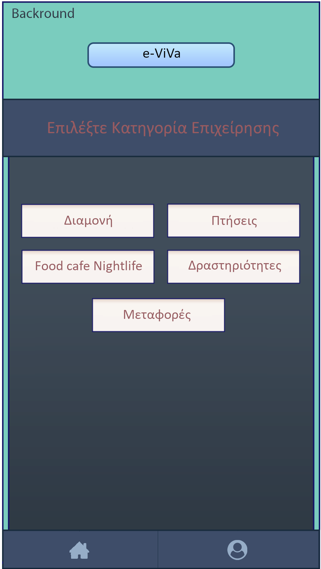 Backround
e-ViVa
Επιλέξτε Κατηγορία Επιχείρησης
Διαμονή
Πτήσεις
Food cafe Nightlife
Δραστηριότητες
Μεταφορές